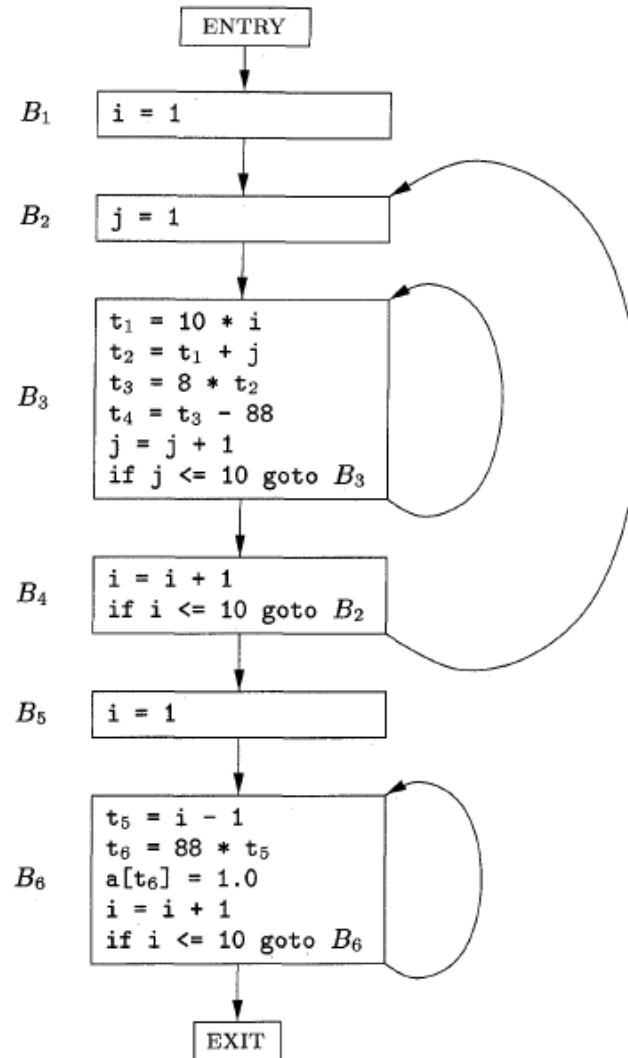 ENTRY
B₁
i = 1
B₂
j = 1
B₃
t₁ = 10 * i
t₂ = t₁ + j
t₃ = 8 * t₂
t₄ = t₃ - 88
j = j + 1
if j <= 10 goto B₃
B₄
i = i + 1
if i <= 10 goto B₂
B₅
i = 1
B₆
t₅ = i - 1
t₆ = 88 * t₅
a[t₆] = 1.0
i = i + 1
if i <= 10 goto B₆
EXIT